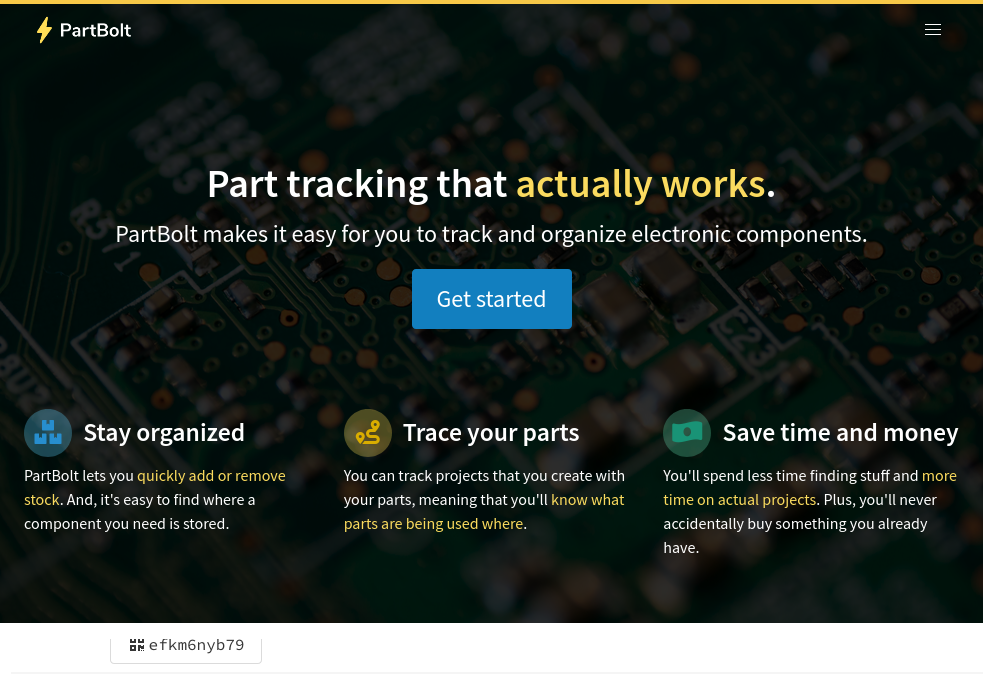 PartBolt
Part tracking that actually works.
PartBolt makes it easy for you to track and organize electronic components.
Get started
Stay organized
PartBolt lets you quickly add or remove
stock. And, it's easy to find where a
component you need is stored.
Trace your parts
You can track projects that you create with
your parts, meaning that you'll know what
parts are being used where.
Save time and money
You'll spend less time finding stuff and more
time on actual projects. Plus, you'll never
accidentally buy something you already
have.
efkm6nyb79